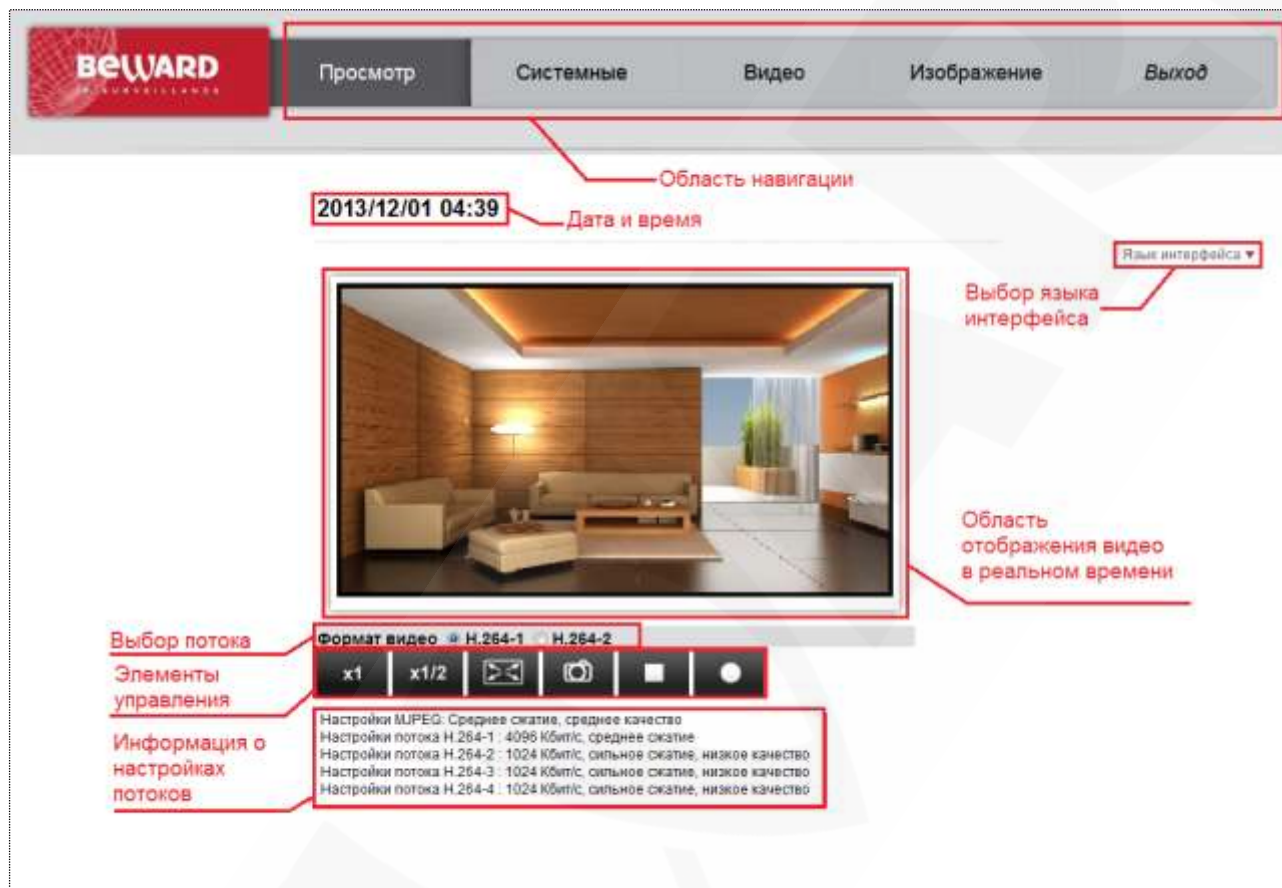 BEWARD
IP SURVEILLANCE
Просмотр
Системные
Видео
Изображение
Выход
Область навигации
2013/12/01 04:39
Дата и время
Язык интерфейса ▼
Выбор языка
интерфейса
Область
отображения видео
в реальном времени
Выбор потока
Формат видео H.264-1 H.264-2
Элементы
управления
x1
x1/2
Информация о
настройках
потоков
Настройки MJPEG: Среднее сжатие, среднее качество
Настройки потока H.264-1 : 4096 Кбит/с, среднее сжатие
Настройки потока H.264-2 : 1024 Кбит/с, сильное сжатие, низкое качество
Настройки потока H.264-3 : 1024 Кбит/с, сильное сжатие, низкое качество
Настройки потока H.264-4 : 1024 Кбит/с, сильное сжатие, низкое качество